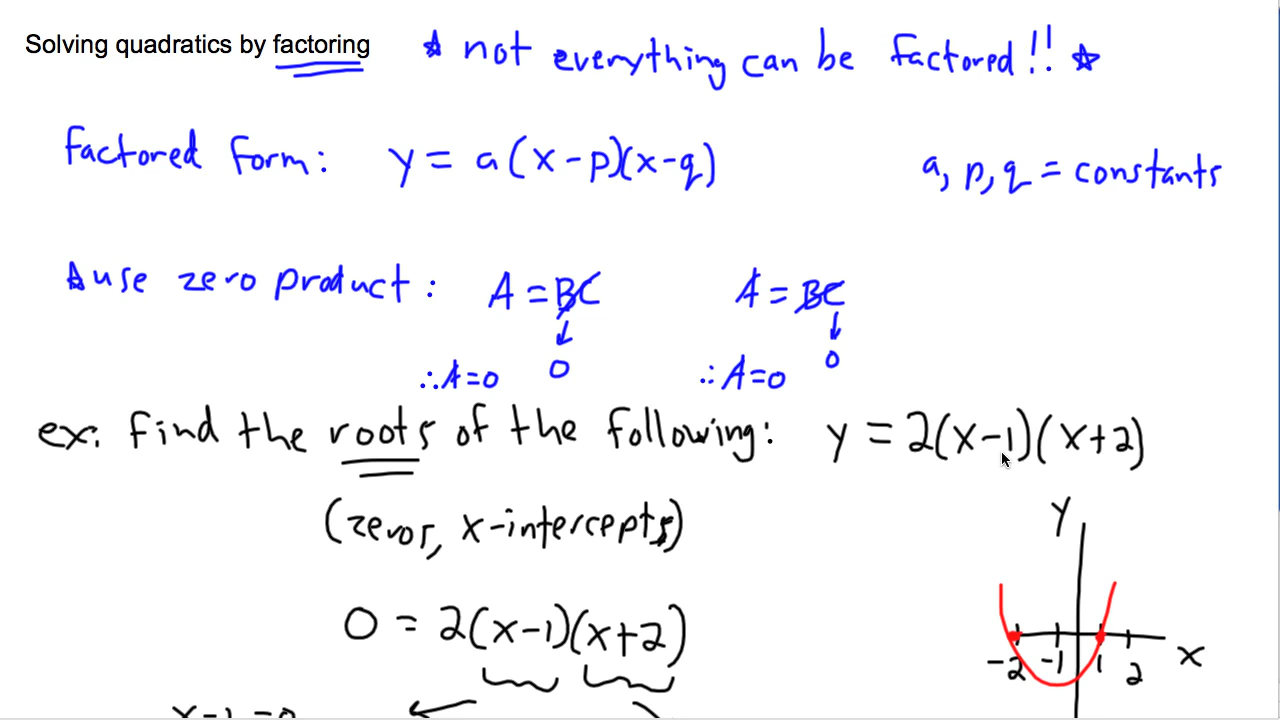 Solving quadratics by factoring ☆ not everything can be factored!! ☆
factored form: y = a(x-p)(x-q) a, p, q = constants
☆ use zero product: A = BC A = BC
↓ ↓
∴A=0 0 ∴A=0 0
ex. find the roots of the following: y = 2(x-1)(x+2)
(zeros, x-intercepts)
y
0 = 2(x-1)(x+2)
-2 -1 1 2 x
x-1=0